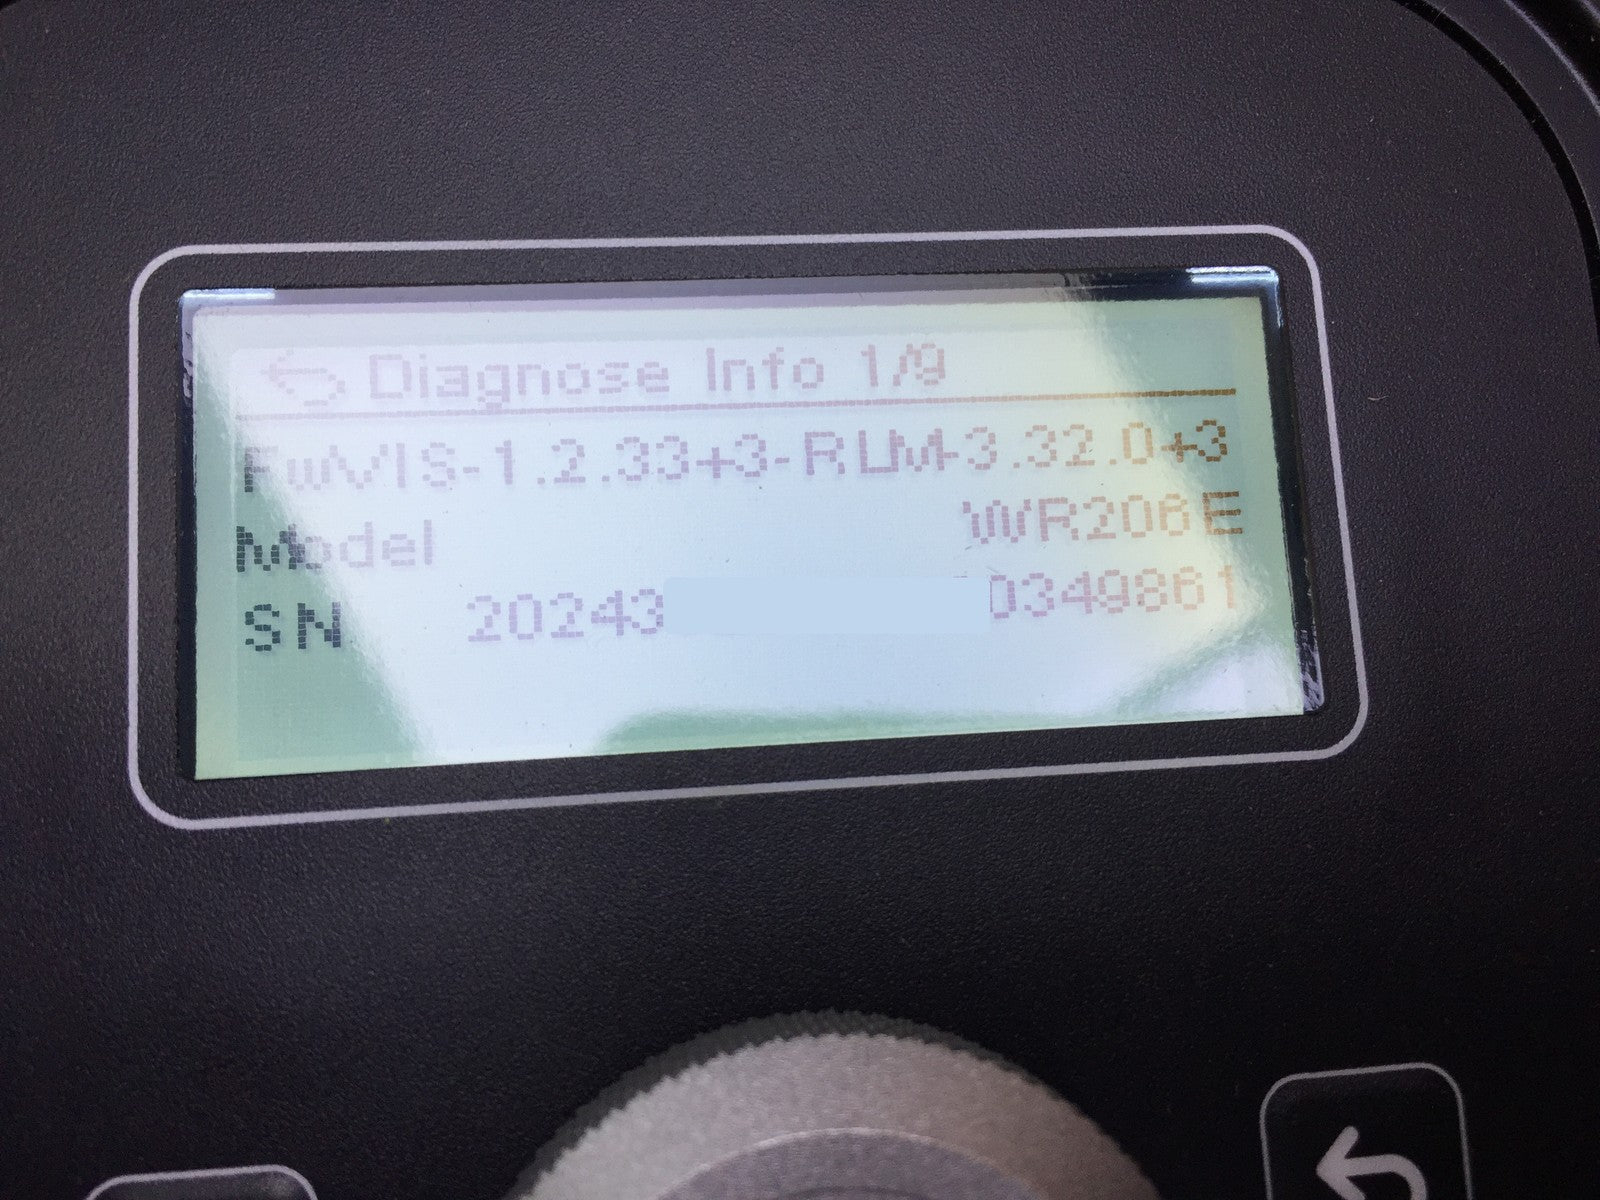 Diagnose Info 1/9
FwVIS-1.2.33+3-RLM-3.32.0+3
Model WR206E
SN 20243 0349861